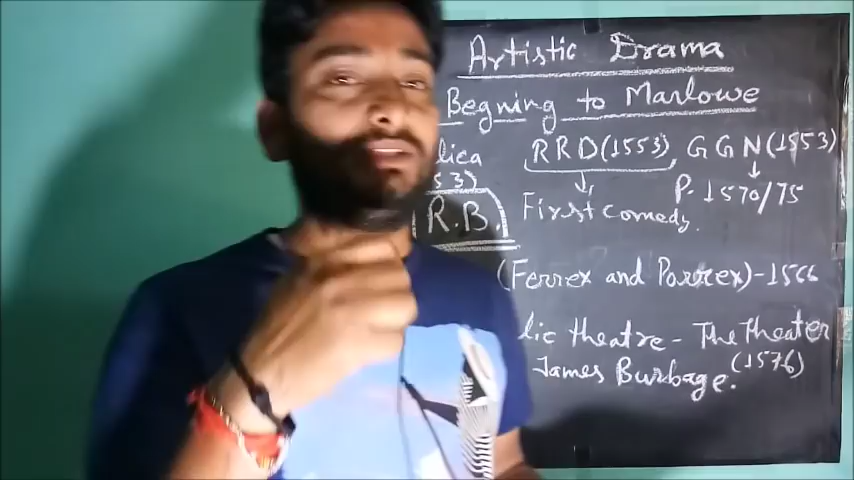 Artistic Drama
Begning to Marlowe
lica RRD(1553) GGN(1553)
53) P-1570/75
R.B. First comedy.
(Ferrex and Porrex)-1566
lic theatre - The Theater
James Burbage. (1576)